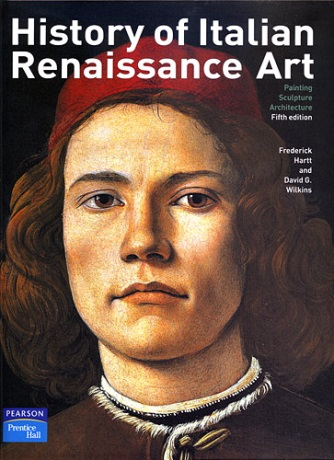 History of Italian
Renaissance Art
Painting
Sculpture
Architecture
Fifth edition
Frederick
Hartt
and
David G.
Wilkins
PEARSON
Prentice
Hall